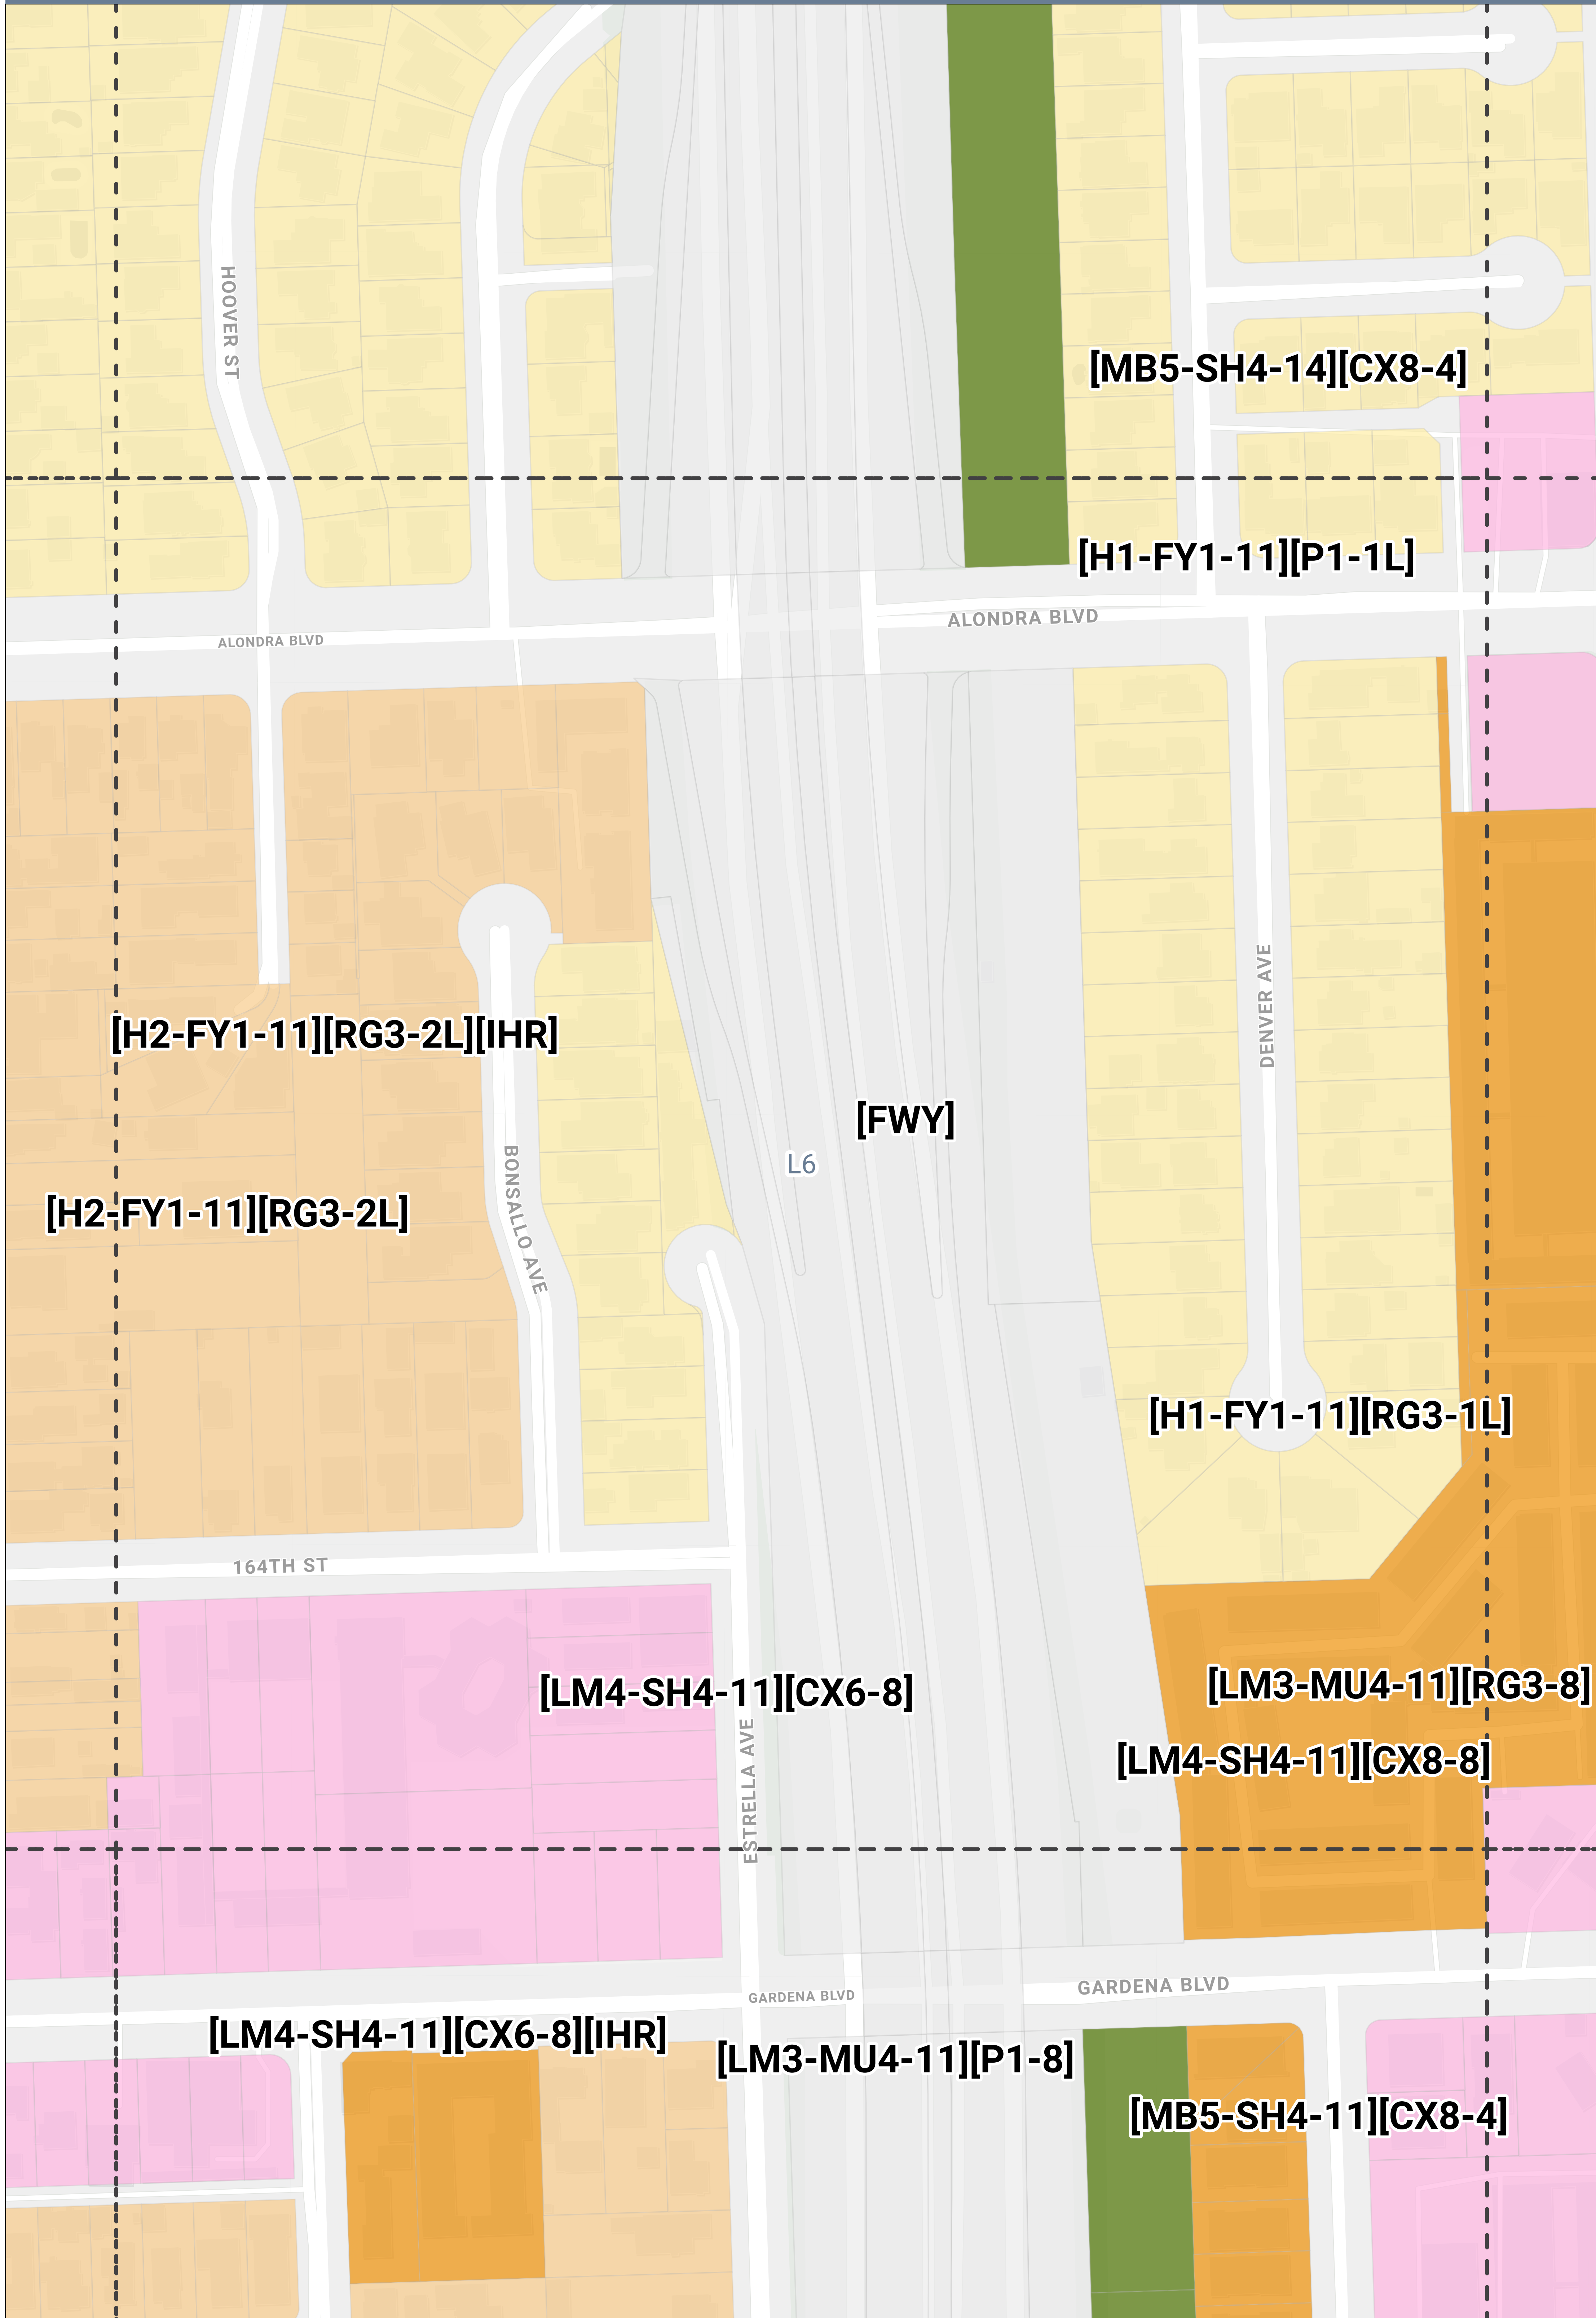 HOOVER ST
[MB5-SH4-14][CX8-4]
[H1-FY1-11][P1-1L]
ALONDRA BLVD
ALONDRA BLVD
DENVER AVE
[H2-FY1-11][RG3-2L][IHR]
[FWY]
L6
BONSALLO AVE
[H2-FY1-11][RG3-2L]
[H1-FY1-11][RG3-1L]
164TH ST
[LM4-SH4-11][CX6-8]
[LM3-MU4-11][RG3-8]
[LM4-SH4-11][CX8-8]
ESTRELLA AVE
GARDENA BLVD
GARDENA BLVD
[LM4-SH4-11][CX6-8][IHR]
[LM3-MU4-11][P1-8]
[MB5-SH4-11][CX8-4]